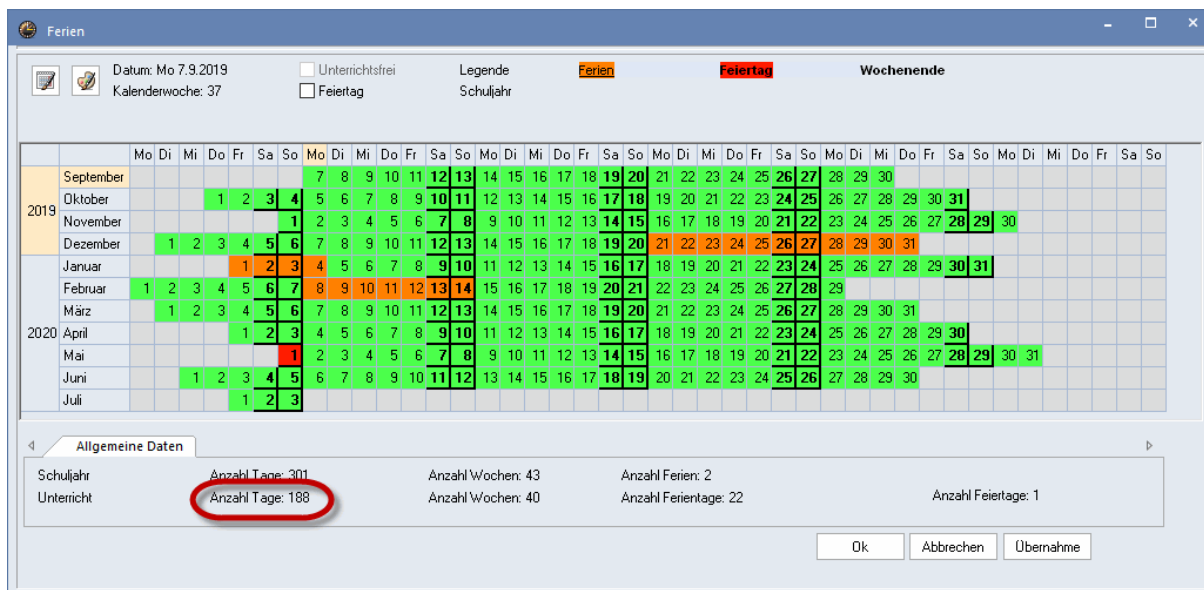 Ferien
Datum: Mo 7.9.2019 Unterrichtsfrei Legende Ferien Feiertag Wochenende
Kalenderwoche: 37 Feiertag Schuljahr
Mo Di Mi Do Fr Sa So Mo Di Mi Do Fr Sa So Mo Di Mi Do Fr Sa So Mo Di Mi Do Fr Sa So Mo Di Mi Do Fr Sa So Mo Di Mi Do Fr Sa So
2019
September 7 8 9 10 11 12 13 14 15 16 17 18 19 20 21 22 23 24 25 26 27 28 29 30
Oktober 1 2 3 4 5 6 7 8 9 10 11 12 13 14 15 16 17 18 19 20 21 22 23 24 25 26 27 28 29 30 31
November 1 2 3 4 5 6 7 8 9 10 11 12 13 14 15 16 17 18 19 20 21 22 23 24 25 26 27 28 29 30
Dezember 1 2 3 4 5 6 7 8 9 10 11 12 13 14 15 16 17 18 19 20 21 22 23 24 25 26 27 28 29 30 31
2020
Januar 1 2 3 4 5 6 7 8 9 10 11 12 13 14 15 16 17 18 19 20 21 22 23 24 25 26 27 28 29 30 31
Februar 1 2 3 4 5 6 7 8 9 10 11 12 13 14 15 16 17 18 19 20 21 22 23 24 25 26 27 28 29
März 1 2 3 4 5 6 7 8 9 10 11 12 13 14 15 16 17 18 19 20 21 22 23 24 25 26 27 28 29 30 31
April 1 2 3 4 5 6 7 8 9 10 11 12 13 14 15 16 17 18 19 20 21 22 23 24 25 26 27 28 29 30
Mai 1 2 3 4 5 6 7 8 9 10 11 12 13 14 15 16 17 18 19 20 21 22 23 24 25 26 27 28 29 30 31
Juni 1 2 3 4 5 6 7 8 9 10 11 12 13 14 15 16 17 18 19 20 21 22 23 24 25 26 27 28 29 30
Juli 1 2 3
Allgemeine Daten
Schuljahr Anzahl Tage: 301 Anzahl Wochen: 43 Anzahl Ferien: 2
Unterricht Anzahl Tage: 188 Anzahl Wochen: 40 Anzahl Ferientage: 22 Anzahl Feiertage: 1
Ok Abbrechen Übernahme